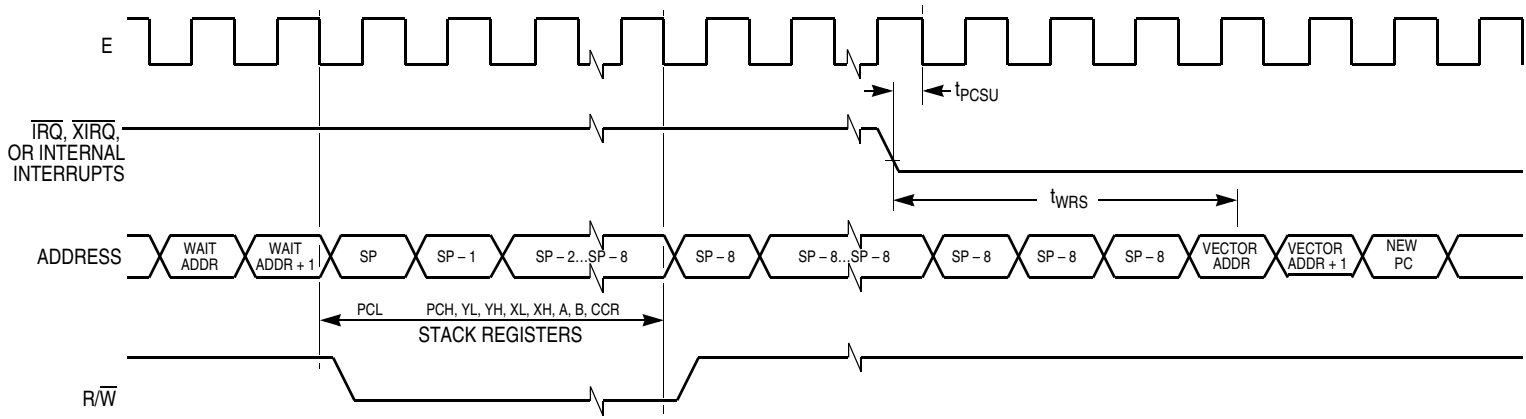 E
tPCSU
IRQ, XIRQ,
OR INTERNAL
INTERRUPTS
tWRS
ADDRESS
WAIT
ADDR
WAIT
ADDR + 1
SP
SP – 1
SP – 2...SP – 8
SP – 8
SP – 8...SP – 8
SP – 8
SP – 8
SP – 8
VECTOR
ADDR
VECTOR
ADDR + 1
NEW
PC
PCL
PCH, YL, YH, XL, XH, A, B, CCR
STACK REGISTERS
R/W